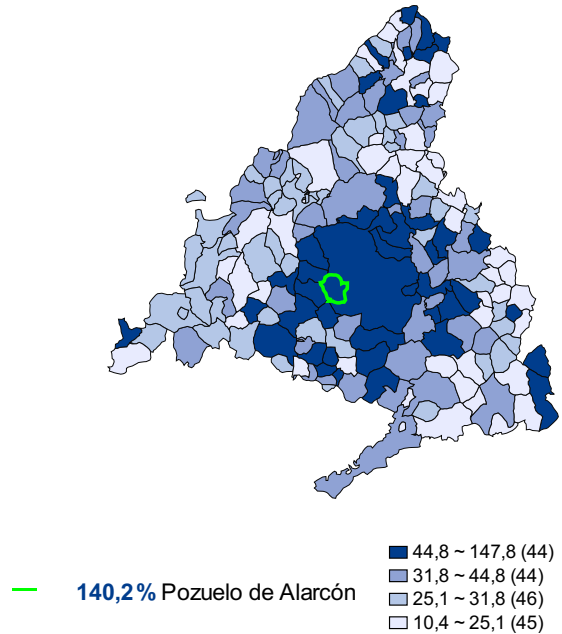 44,8 ~ 147,8 (44)
31,8 ~ 44,8 (44)
25,1 ~ 31,8 (46)
10,4 ~ 25,1 (45)
140,2% Pozuelo de Alarcón